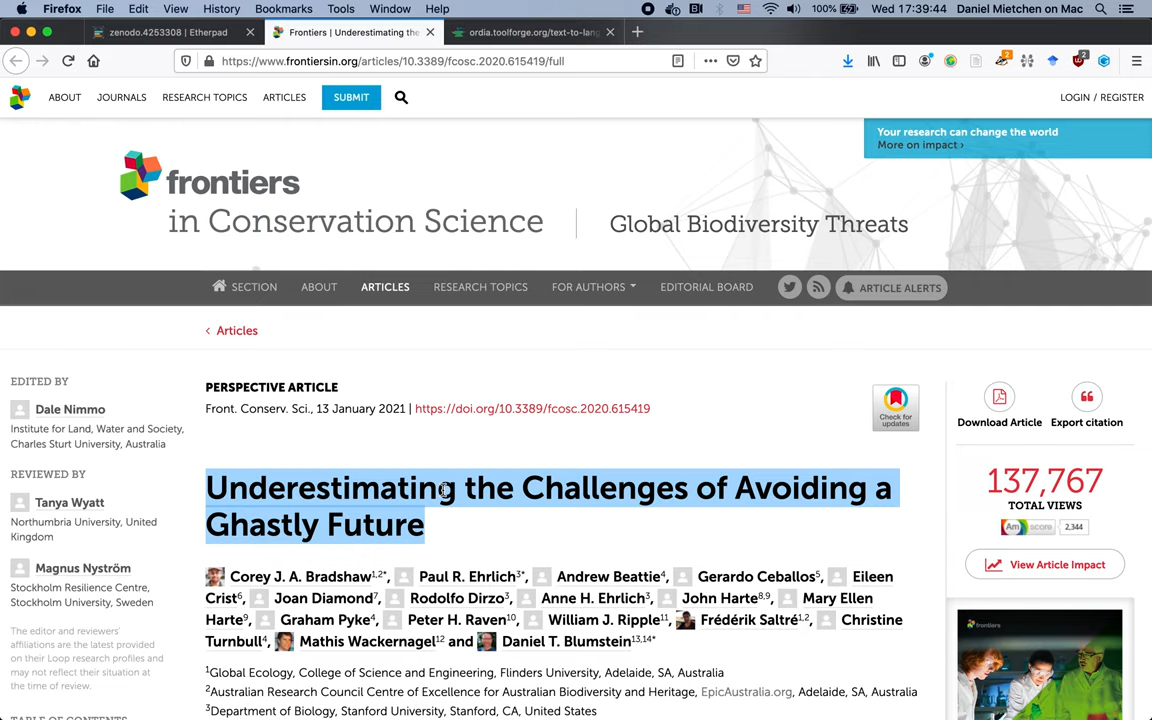 Firefox File Edit View History Bookmarks Tools Window Help 100% Wed 17:39:44 Daniel Mietchen on Mac
zenodo.4253308 | Etherpad Frontiers | Underestimating the ordia.toolforge.org/text-to-lang
https://www.frontiersin.org/articles/10.3389/fcosc.2020.615419/full
2
2
ABOUT JOURNALS RESEARCH TOPICS ARTICLES SUBMIT LOGIN / REGISTER
Your research can change the world
More on impact ›
frontiers
in Conservation Science Global Biodiversity Threats
SECTION ABOUT ARTICLES RESEARCH TOPICS FOR AUTHORS EDITORIAL BOARD ARTICLE ALERTS
‹ Articles
EDITED BY
Dale Nimmo
Institute for Land, Water and Society,
Charles Sturt University, Australia
REVIEWED BY
Tanya Wyatt
Northumbria University, United
Kingdom
Magnus Nyström
Stockholm Resilience Centre,
Stockholm University, Sweden
The editor and reviewers'
affiliations are the latest provided
on their Loop research profiles and
may not reflect their situation at
the time of review.
TABLE OF CONTENTS
PERSPECTIVE ARTICLE
Front. Conserv. Sci., 13 January 2021 | https://doi.org/10.3389/fcosc.2020.615419
Check for
updates
Underestimating the Challenges of Avoiding a
Ghastly Future
Corey J. A. Bradshaw1,2*, Paul R. Ehrlich3*, Andrew Beattie4, Gerardo Ceballos5, Eileen
Crist6, Joan Diamond7, Rodolfo Dirzo3, Anne H. Ehrlich3, John Harte8,9, Mary Ellen
Harte9, Graham Pyke4, Peter H. Raven10, William J. Ripple11, Frédérik Saltré1,2, Christine
Turnbull4, Mathis Wackernagel12 and Daniel T. Blumstein13,14*
1Global Ecology, College of Science and Engineering, Flinders University, Adelaide, SA, Australia
2Australian Research Council Centre of Excellence for Australian Biodiversity and Heritage, EpicAustralia.org, Adelaide, SA, Australia
3Department of Biology, Stanford University, Stanford, CA, United States
Download Article Export citation
137,767
TOTAL VIEWS
Am score 2,344
View Article Impact
frontiers